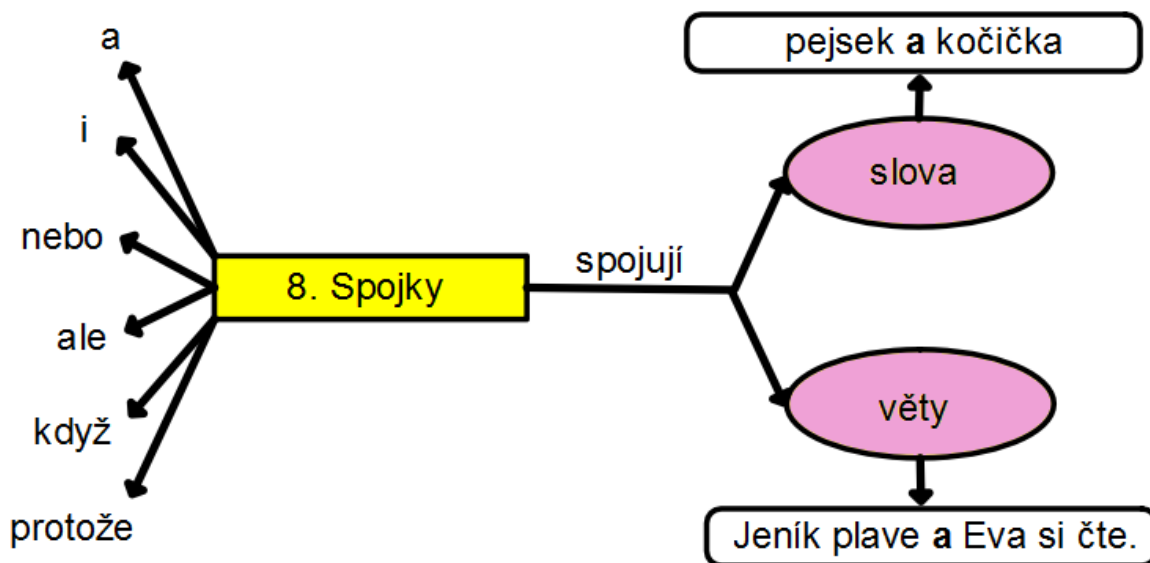 a
i
nebo
ale
když
protože
8. Spojky
spojují
slova
pejsek a kočička
věty
Jeník plave a Eva si čte.